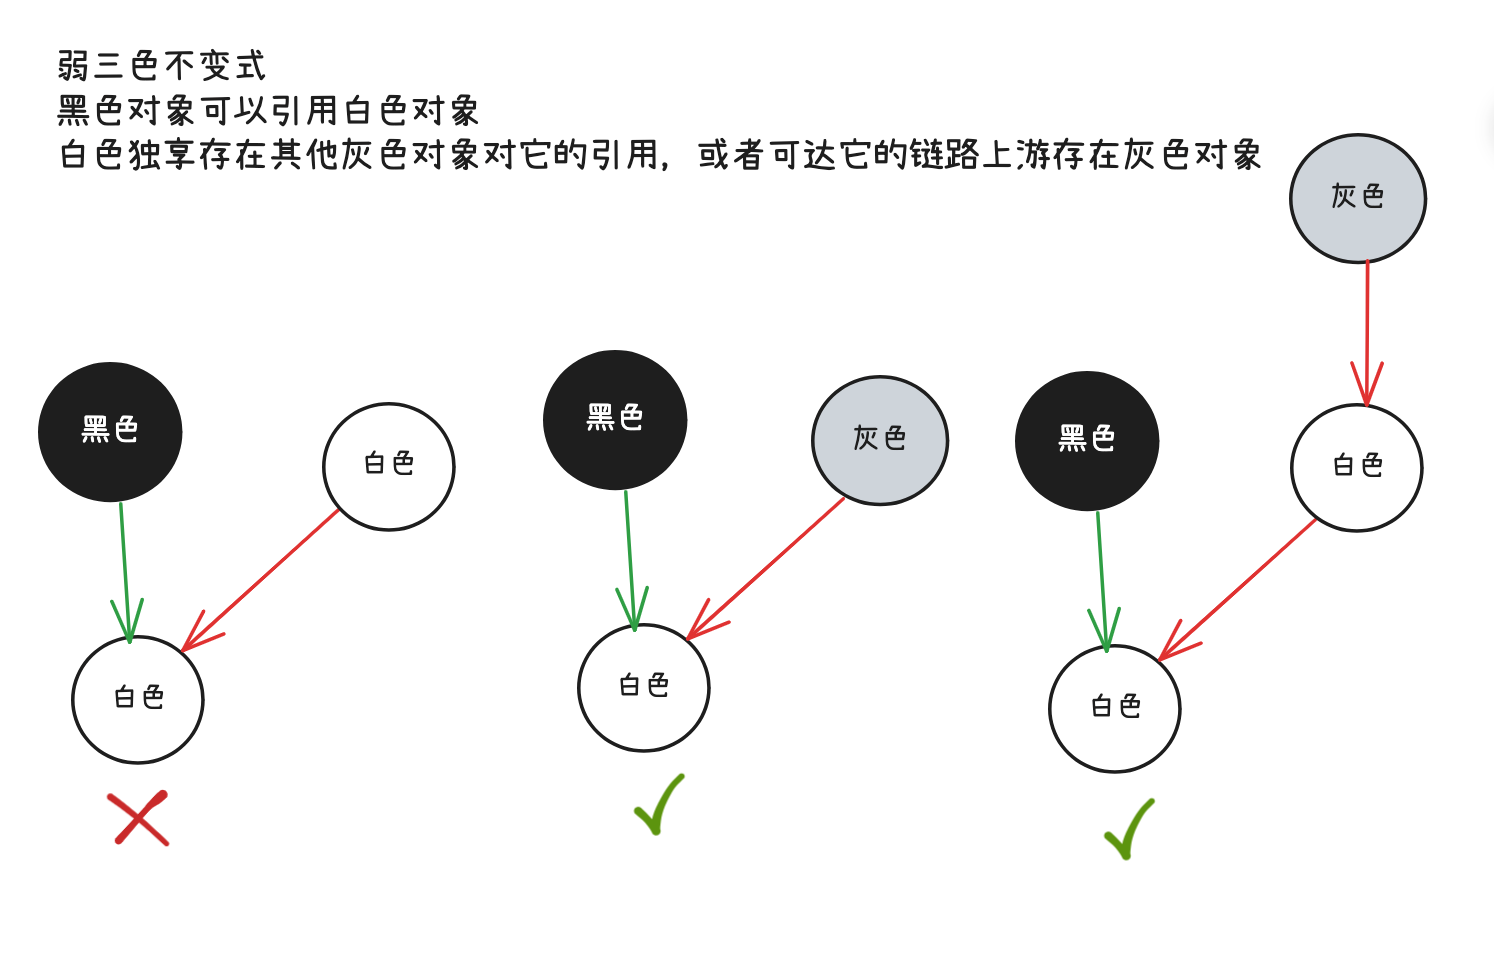 弱三色不变式
黑色对象可以引用白色对象
白色独享存在其他灰色对象对它的引用，或者可达它的链路上游存在灰色对象
灰色
黑色
白色
黑色
灰色
黑色
白色
白色
白色
白色